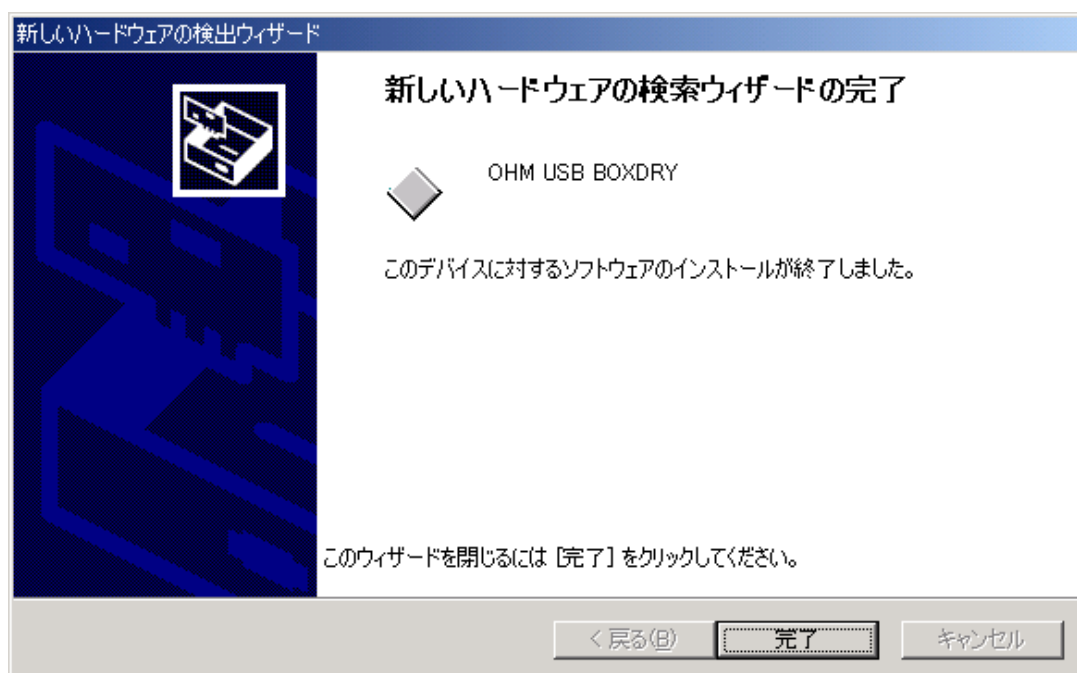 新しいハードウェアの検出ウィザード
新しいハードウェアの検索ウィザードの完了
OHM USB BOXDRY
このデバイスに対するソフトウェアのインストールが終了しました。
このウィザードを閉じるには [完了] をクリックしてください。
< 戻る(B)
完了
キャンセル